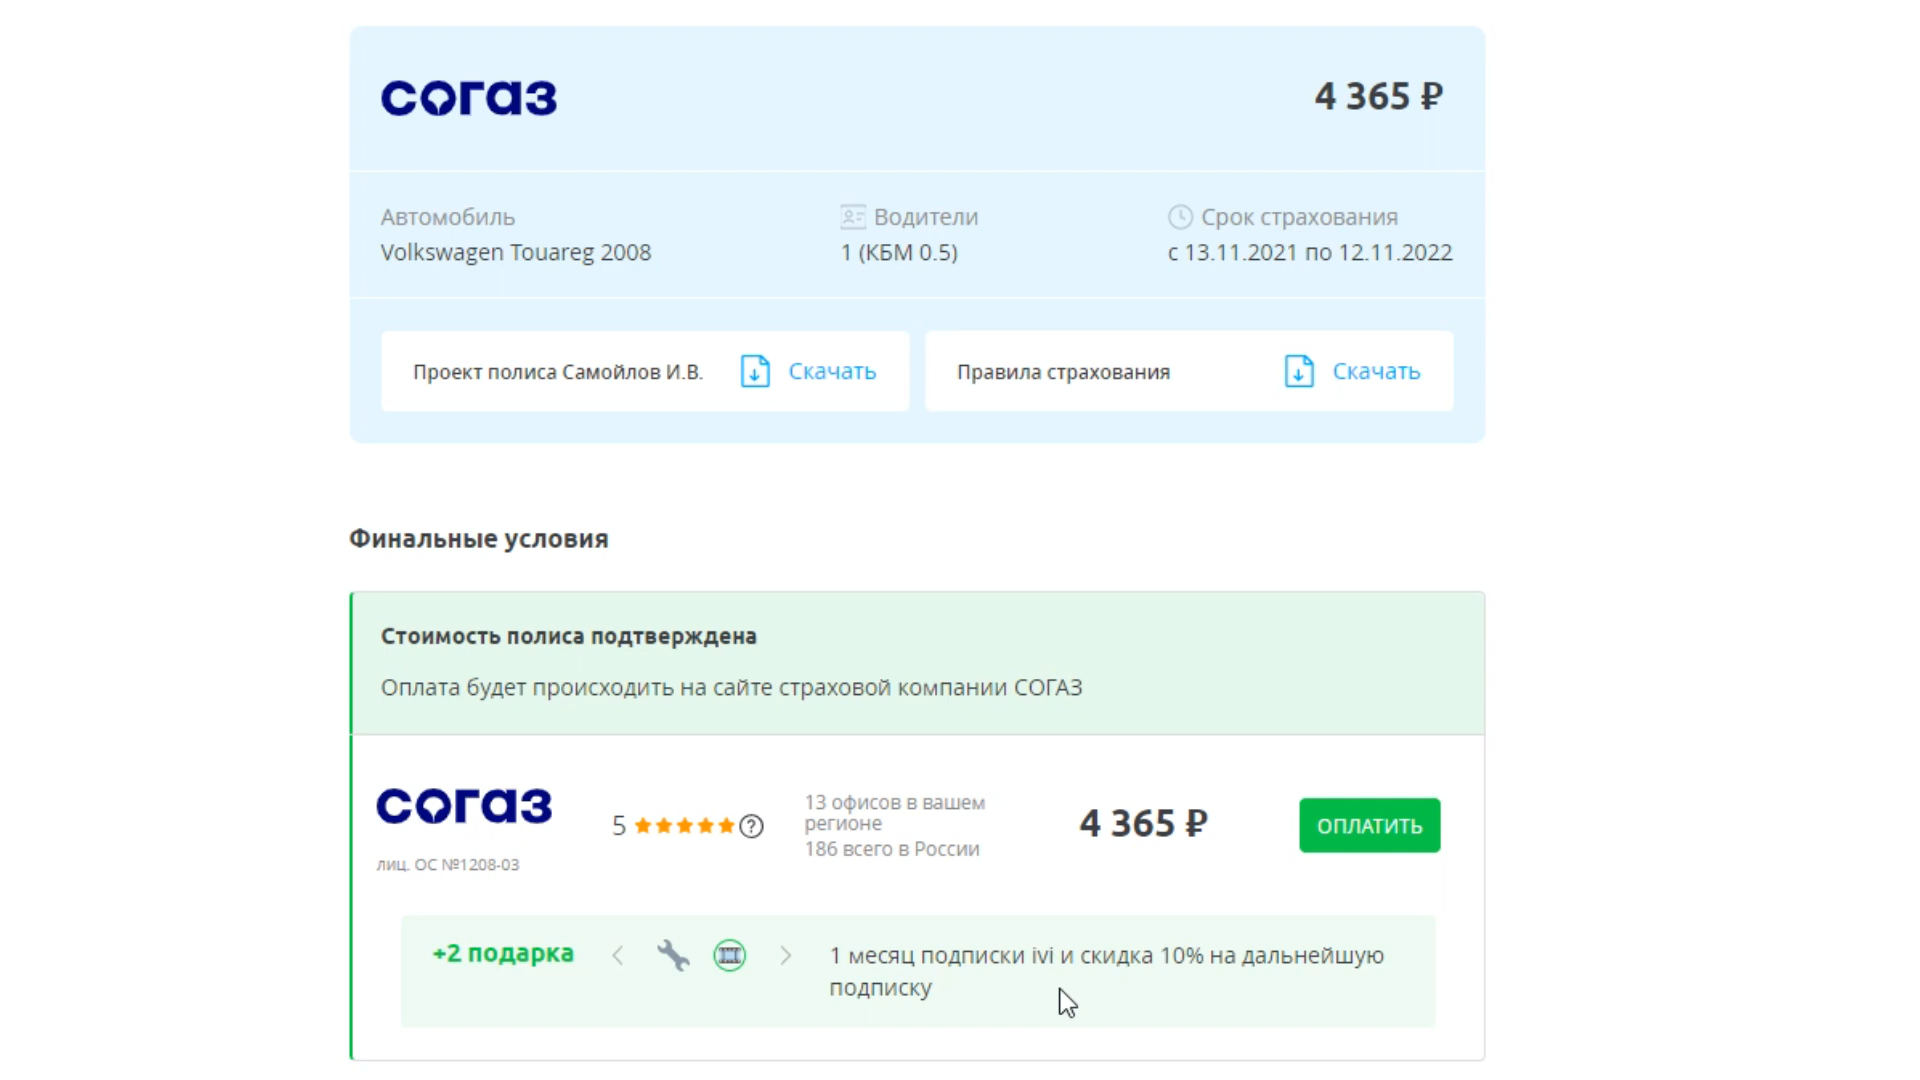 согаз
4 365 ₽
Автомобиль
Водители
Срок страхования
Volkswagen Touareg 2008
1 (КБМ 0.5)
с 13.11.2021 по 12.11.2022
Проект полиса Самойлов И.В.
Скачать
Правила страхования
Скачать
Финальные условия
Стоимость полиса подтверждена
Оплата будет происходить на сайте страховой компании СОГАЗ
согаз
лиц. ОС №1208-03
5
13 офисов в вашем
регионе
186 всего в России
4 365 ₽
ОПЛАТИТЬ
+2 подарка
1 месяц подписки ivi и скидка 10% на дальнейшую
подписку